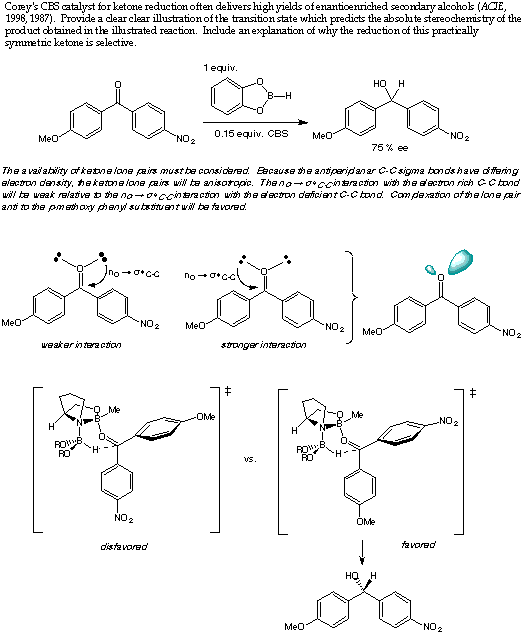 Corey's CBS catalyst for ketone reduction often delivers high yields of enantioenriched secondary alcohols (ACIE,
1998, 1987). Provide a clear clear illustration of the transition state which predicts the absolute stereochemistry of the
product obtained in the illustrated reaction. Include an explanation of why the reduction of this practically
symmetric ketone is selective.
1 equiv.
O
O
B H
O
HO H
MeO NO2
0.15 equiv. CBS
MeO NO2
75 % ee
The availability of ketone lone pairs must be considered. Because the antiperiplanar C-C sigma bonds have differing
electron density, the ketone lone pairs will be anisotropic. The nO → σ*C-C interaction with the electron rich C-C bond
will be weak relative to the nO → σ*C-C interaction with the electron deficient C-C bond. Complexation of the lone pair
anti to the p-methoxy phenyl substituent will be favored.
O nO → σ*C-C
nO → σ*C-C O
O
MeO NO2
MeO NO2
MeO NO2
weaker interaction
stronger interaction
‡
‡
O Me
B
H N
O
RO B H
RO
OMe
NO2
vs.
O Me
B
H N
O
RO B H
RO
NO2
OMe
disfavored
favored
HO H
MeO NO2